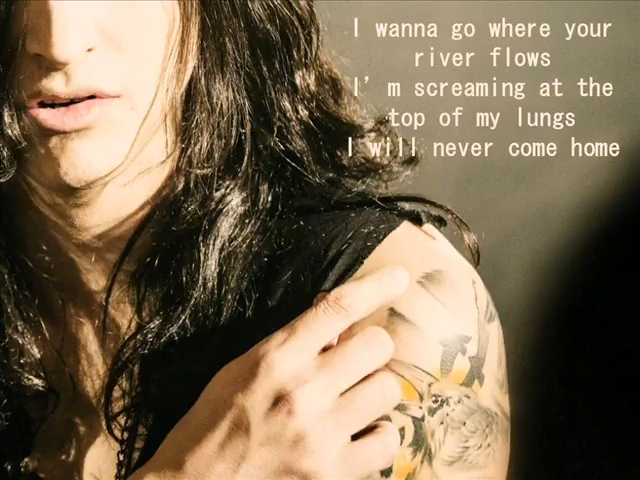 I wanna go where your
river flows
I'm screaming at the
top of my lungs
I will never come home